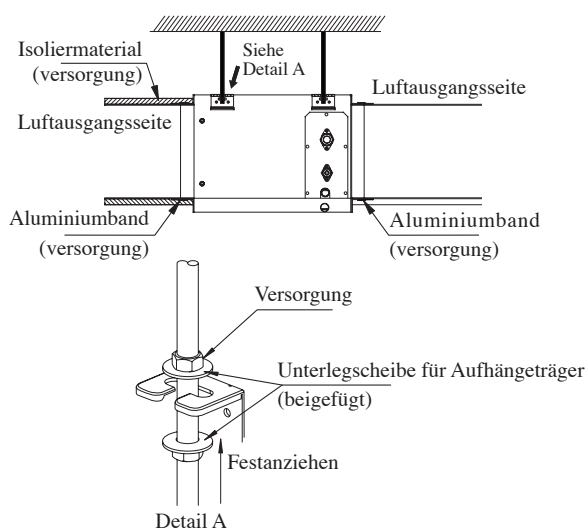 Isoliermaterial
(versorgung)
Siehe
Detail A
Luftausgangsseite
Luftausgangsseite
Aluminiumband
(versorgung)
Aluminiumband
(versorgung)
Versorgung
Unterlegscheibe für Aufhängeträger
(beigefügt)
Festanziehen
Detail A